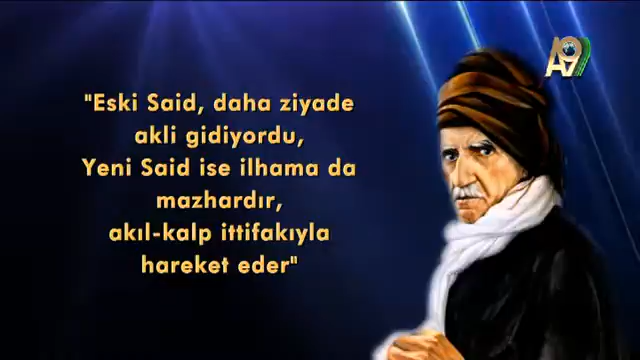 "Eski Said, daha ziyade
akli gidiyordu,
Yeni Said ise ilhama da
mazhardır,
akıl-kalp ittifakıyla
hareket eder"
A9